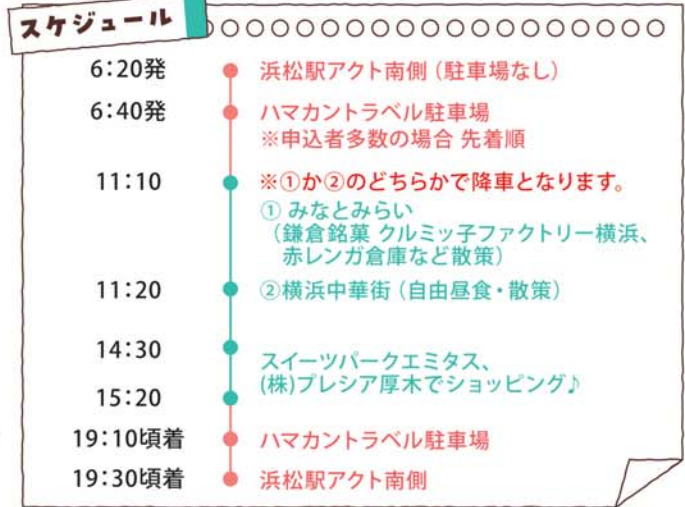 スケジュール
6:20発 浜松駅アクト南側（駐車場なし）
6:40発 ハマカントラベル駐車場
※申込者多数の場合 先着順
11:10 ※①か②のどちらかで降車となります。
① みなとみらい
（鎌倉銘菓 クルミッ子ファクトリー横浜、
赤レンガ倉庫など散策）
11:20 ②横浜中華街（自由昼食・散策）
14:30
スイーツパークエミタス、
(株)プレシア厚木でショッピング♪
15:20
19:10頃着 ハマカントラベル駐車場
19:30頃着 浜松駅アクト南側